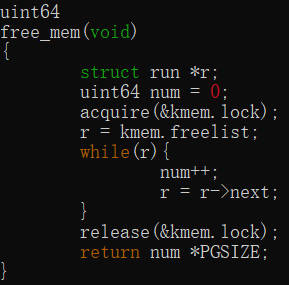 uint64
free_mem(void)
{
        struct run *r;
        uint64 num = 0;
        acquire(&kmem.lock);
        r = kmem.freelist;
        while(r){
                num++;
                r = r->next;
        }
        release(&kmem.lock);
        return num *PGSIZE;
}